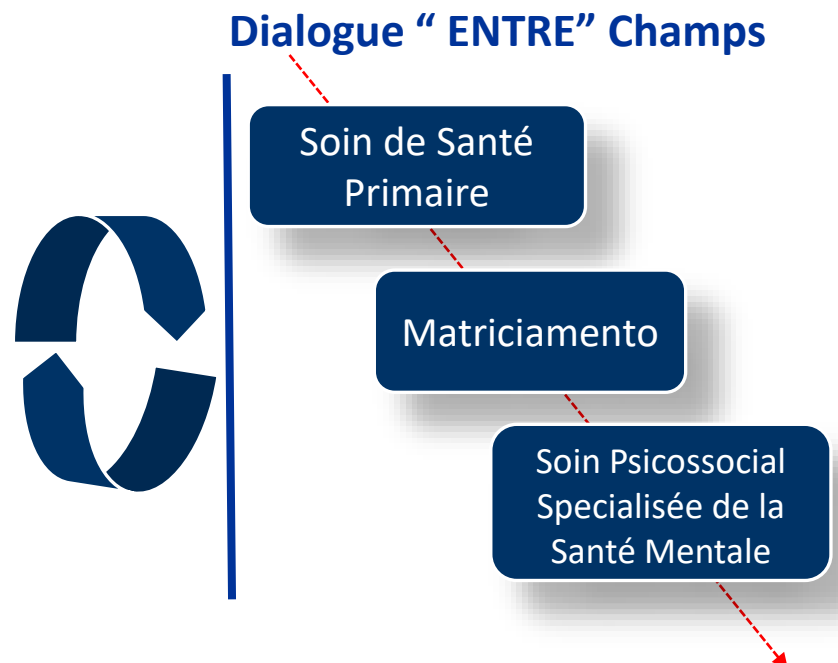 Dialogue “ ENTRE” Champs
Soin de Santé
Primaire
Matriciamento
Soin Psicossocial
Specialisée de la
Santé Mentale